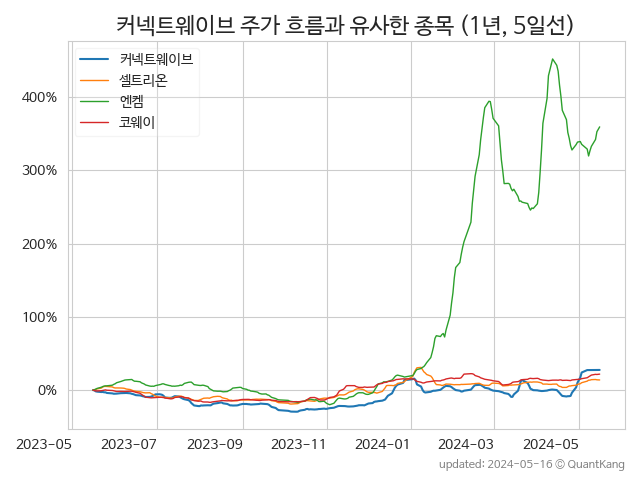 커넥트웨이브 주가 흐름과 유사한 종목 (1년, 5일선)
커넥트웨이브
셀트리온
엔켐
코웨이
400%
300%
200%
100%
0%
2023-05 2023-07 2023-09 2023-11 2024-01 2024-03 2024-05
updated: 2024-05-16 © QuantKang